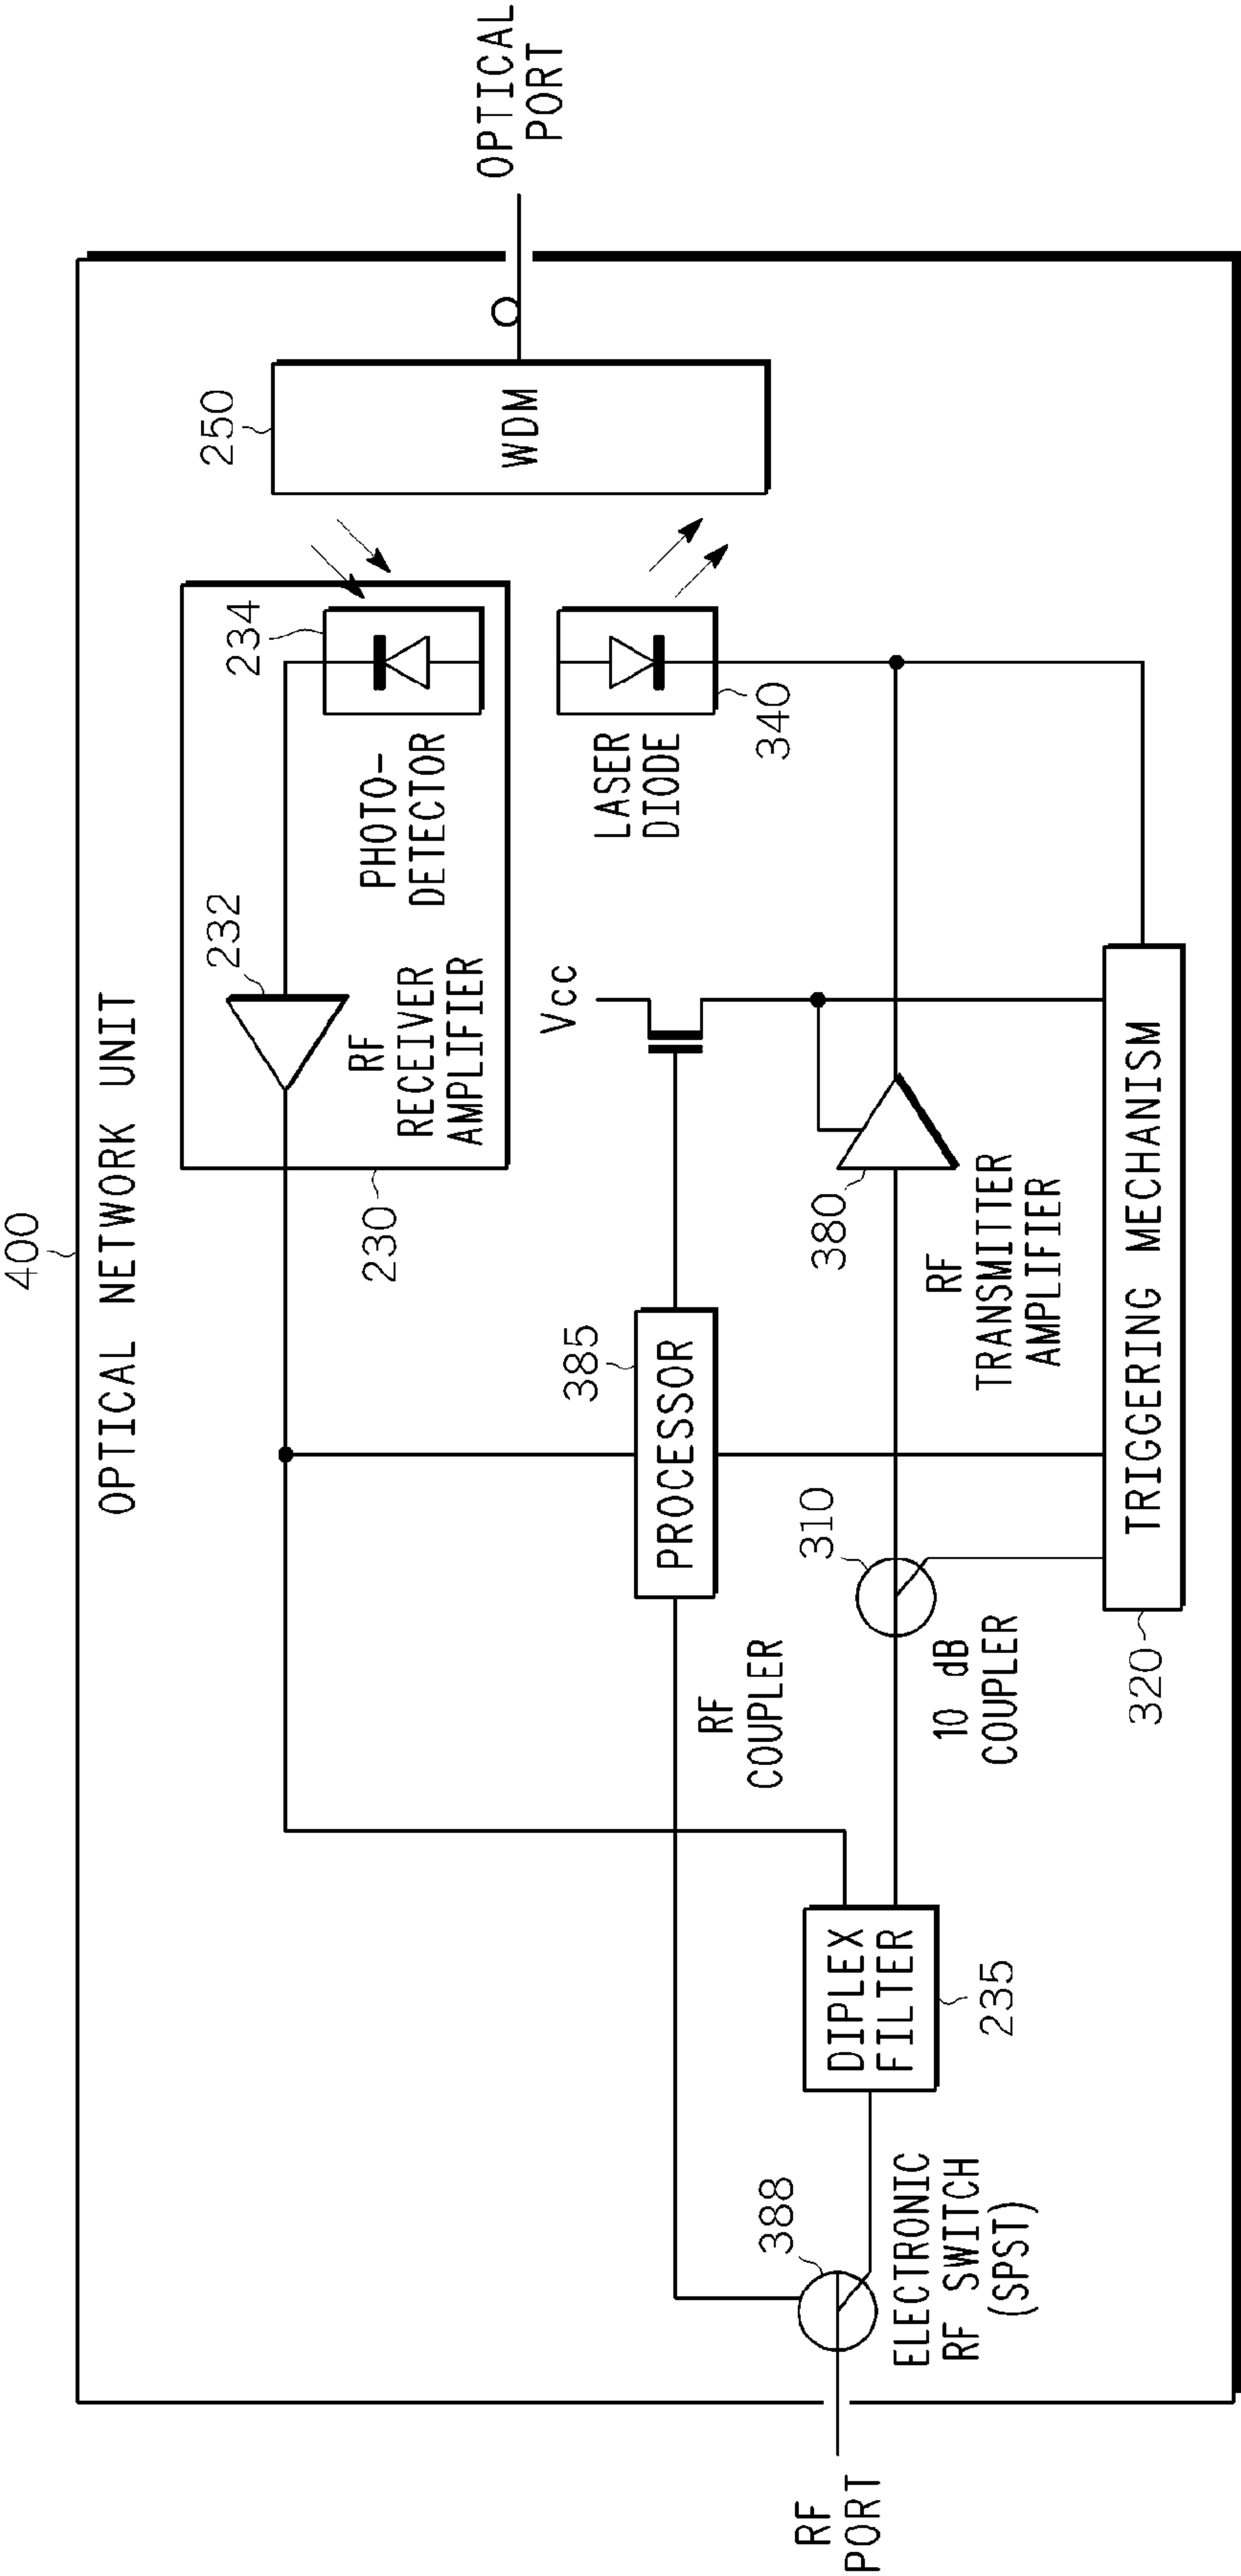 400
OPTICAL NETWORK UNIT
232
234
250
PHOTO-
DETECTOR
RF
RECEIVER
AMPLIFIER
230
OPTICAL
PORT
WDM
Vcc
LASER
DIODE
340
385
PROCESSOR
RF
COUPLER
310
380
10 dB
COUPLER
RF
TRANSMITTER
AMPLIFIER
388
DIPLEX
FILTER
235
RF
PORT
ELECTRONIC
RF SWITCH
(SPST)
TRIGGERING MECHANISM
320